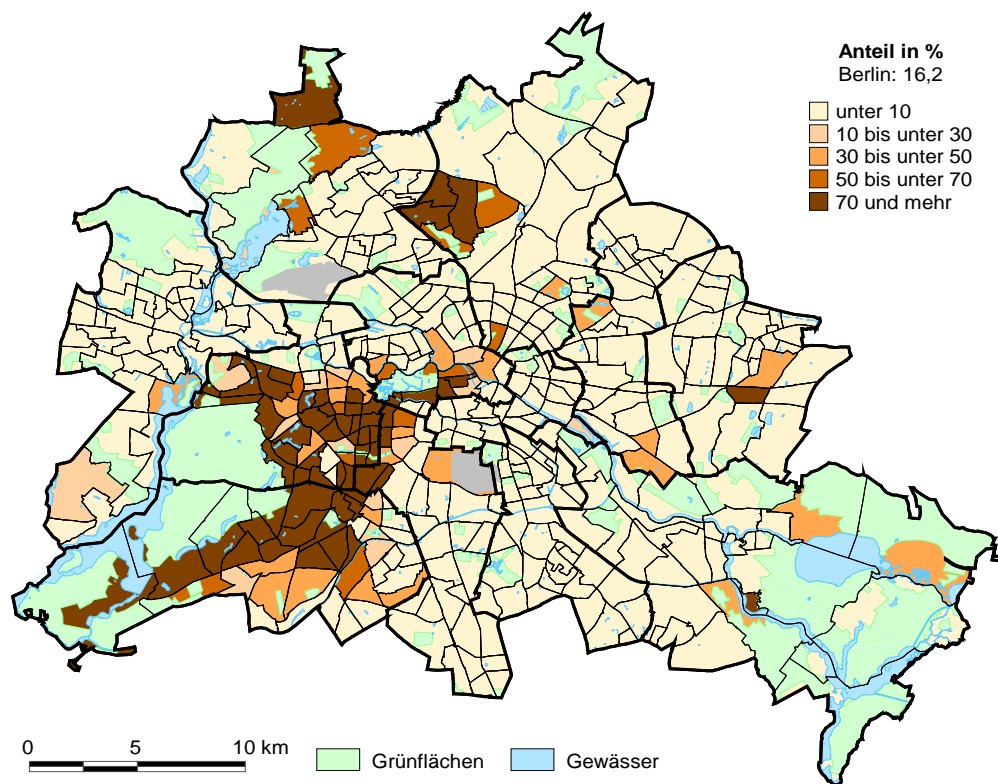 Anteil in %
Berlin: 16,2
unter 10
10 bis unter 30
30 bis unter 50
50 bis unter 70
70 und mehr
0 5 10 km
Grünflächen
Gewässer